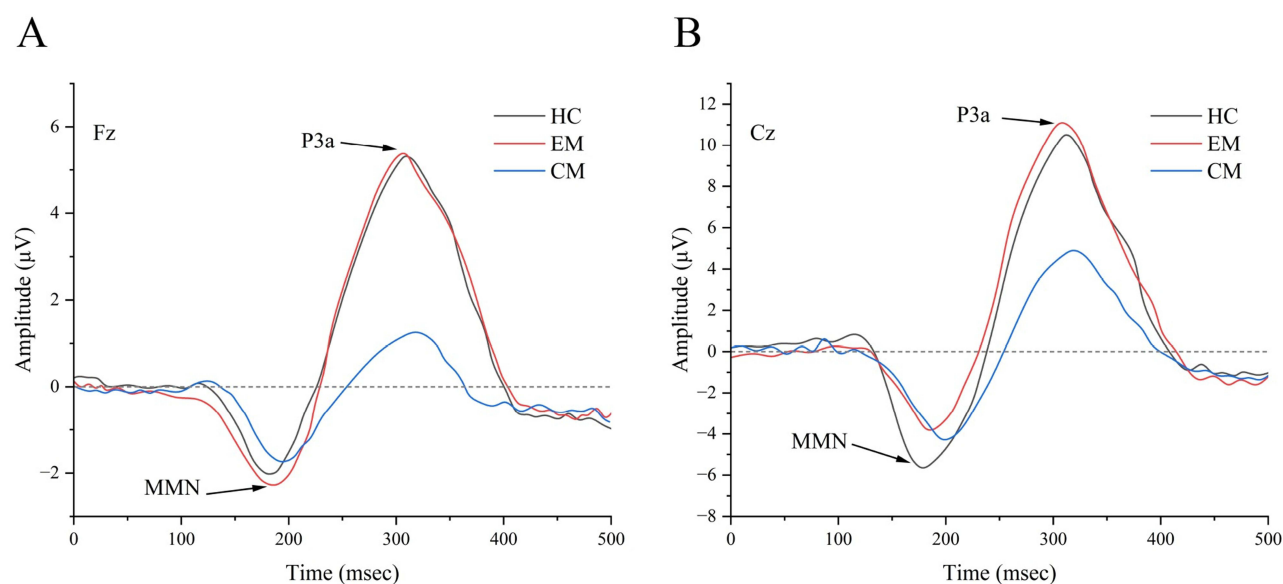 A
Fz
P3a
HC
EM
CM
MMN
Amplitude (μV)
6
4
2
0
−2
0
100
200
300
400
500
Time (msec)
B
Cz
P3a
HC
EM
CM
MMN
Amplitude (μV)
12
10
8
6
4
2
0
−2
−4
−6
−8
0
100
200
300
400
500
Time (msec)